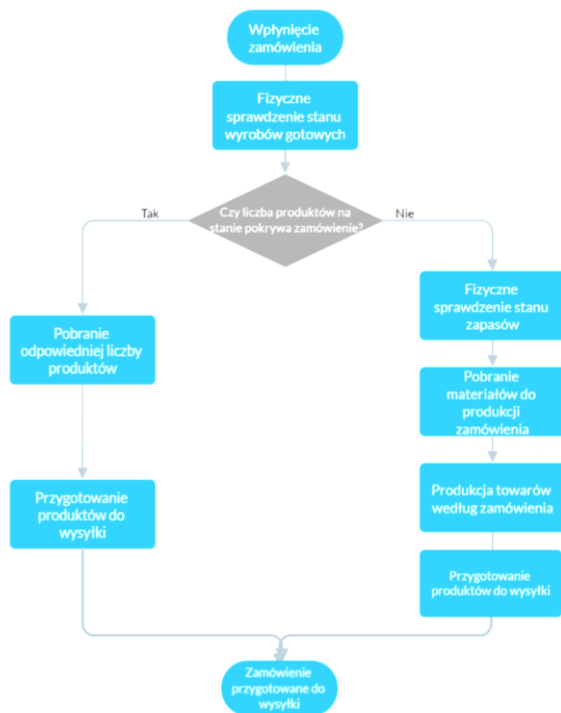 Wpłynięcie
zamówienia
Fizyczne
sprawdzenie stanu
wyrobów gotowych
Czy liczba produktów na
stanie pokrywa zamówienie?
Tak
Nie
Pobranie
odpowiedniej liczby
produktów
Przygotowanie
produktów do
wysyłki
Fizyczne
sprawdzenie stanu
zapasów
Pobranie
materiałów do
produkcji
zamówienia
Produkcja towarów
według zamówienia
Przygotowanie
produktów do wysyłki
Zamówienie
przygotowane do
wysyłki